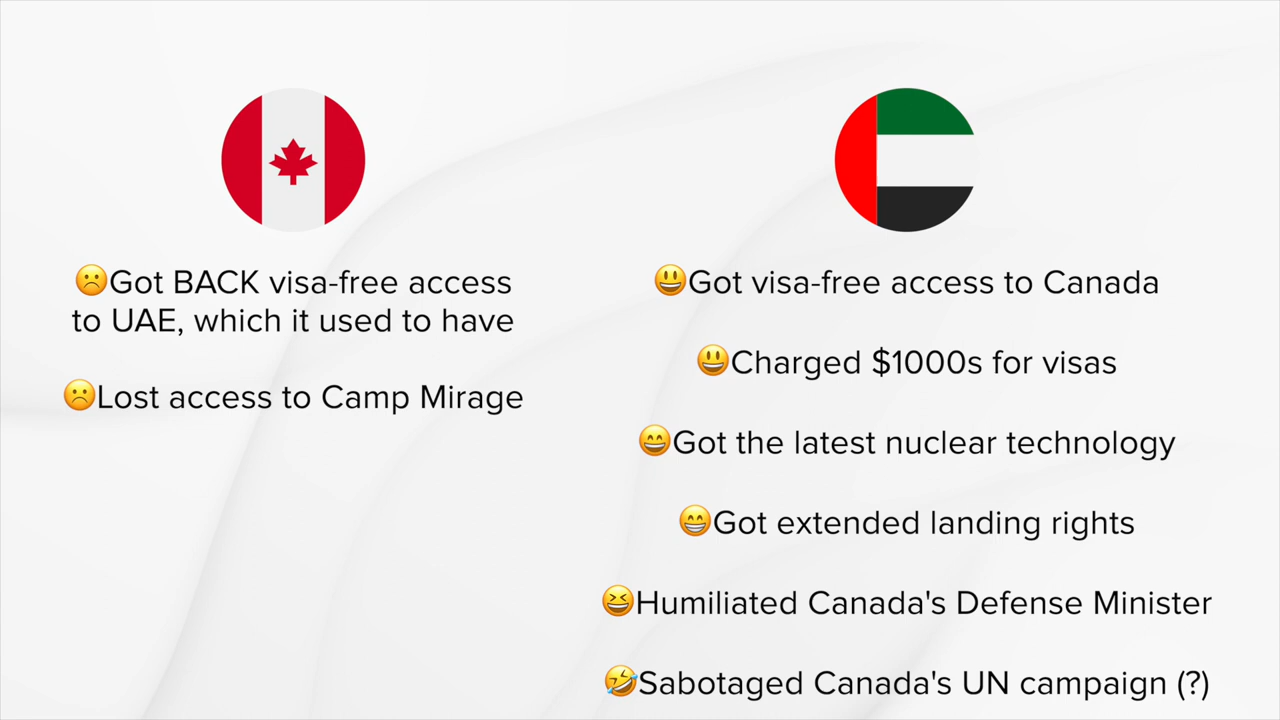 ☹️Got BACK visa-free access
to UAE, which it used to have
☹️Lost access to Camp Mirage
😃Got visa-free access to Canada
😃Charged $1000s for visas
😄Got the latest nuclear technology
😁Got extended landing rights
😆Humiliated Canada's Defense Minister
🤣Sabotaged Canada's UN campaign (?)